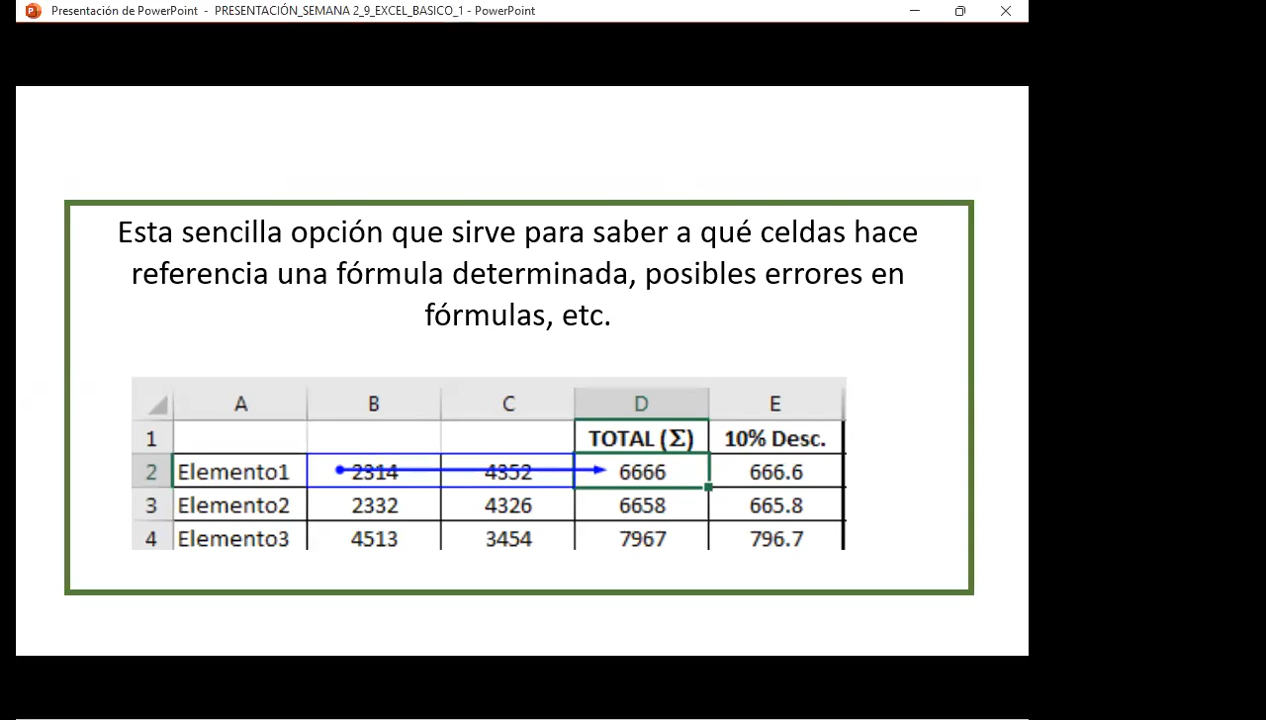 Presentación de PowerPoint - PRESENTACIÓN_SEMANA 2_9_EXCEL_BASICO_1 - PowerPoint
Esta sencilla opción que sirve para saber a qué celdas hace
referencia una fórmula determinada, posibles errores en
fórmulas, etc.
A B C D E
1 TOTAL (Σ) 10% Desc.
2 Elemento1 2314 4352 6666 666.6
3 Elemento2 2332 4326 6658 665.8
4 Elemento3 4513 3454 7967 796.7